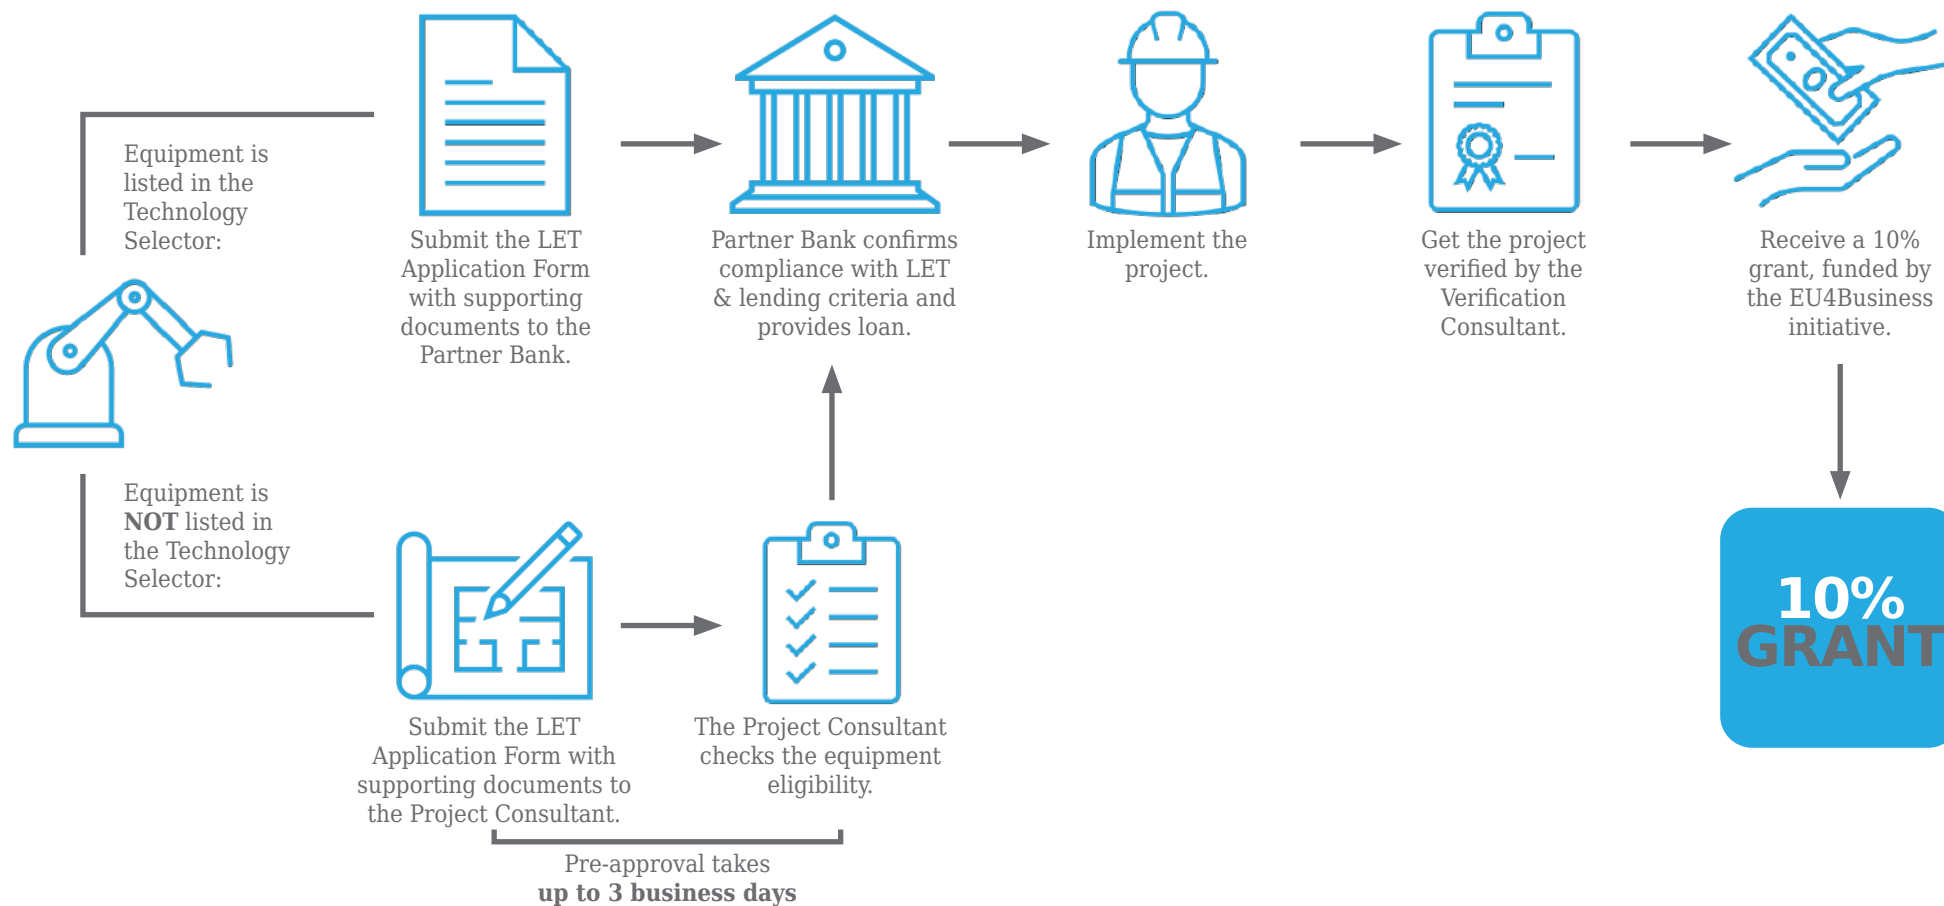 Equipment is
listed in the
Technology
Selector:
Submit the LET
Application Form
with supporting
documents to the
Partner Bank.
Partner Bank confirms
compliance with LET
& lending criteria and
provides loan.
Implement the
project.
Get the project
verified by the
Verification
Consultant.
Receive a 10%
grant, funded by
the EU4Business
initiative.
Equipment is
NOT listed in
the Technology
Selector:
Submit the LET
Application Form with
supporting documents to
the Project Consultant.
The Project Consultant
checks the equipment
eligibility.
10%
GRANT
Pre-approval takes
up to 3 business days